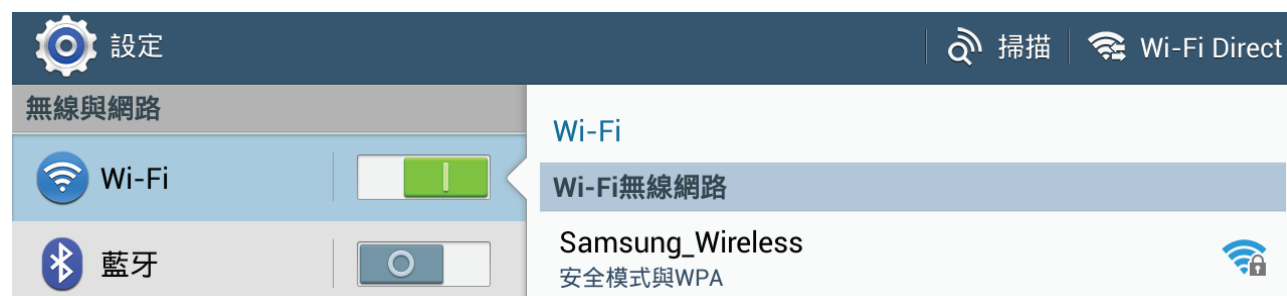 設定
掃描
Wi-Fi Direct
無線與網路
Wi-Fi
藍牙
Wi-Fi
Wi-Fi無線網路
Samsung_Wireless
安全模式與WPA